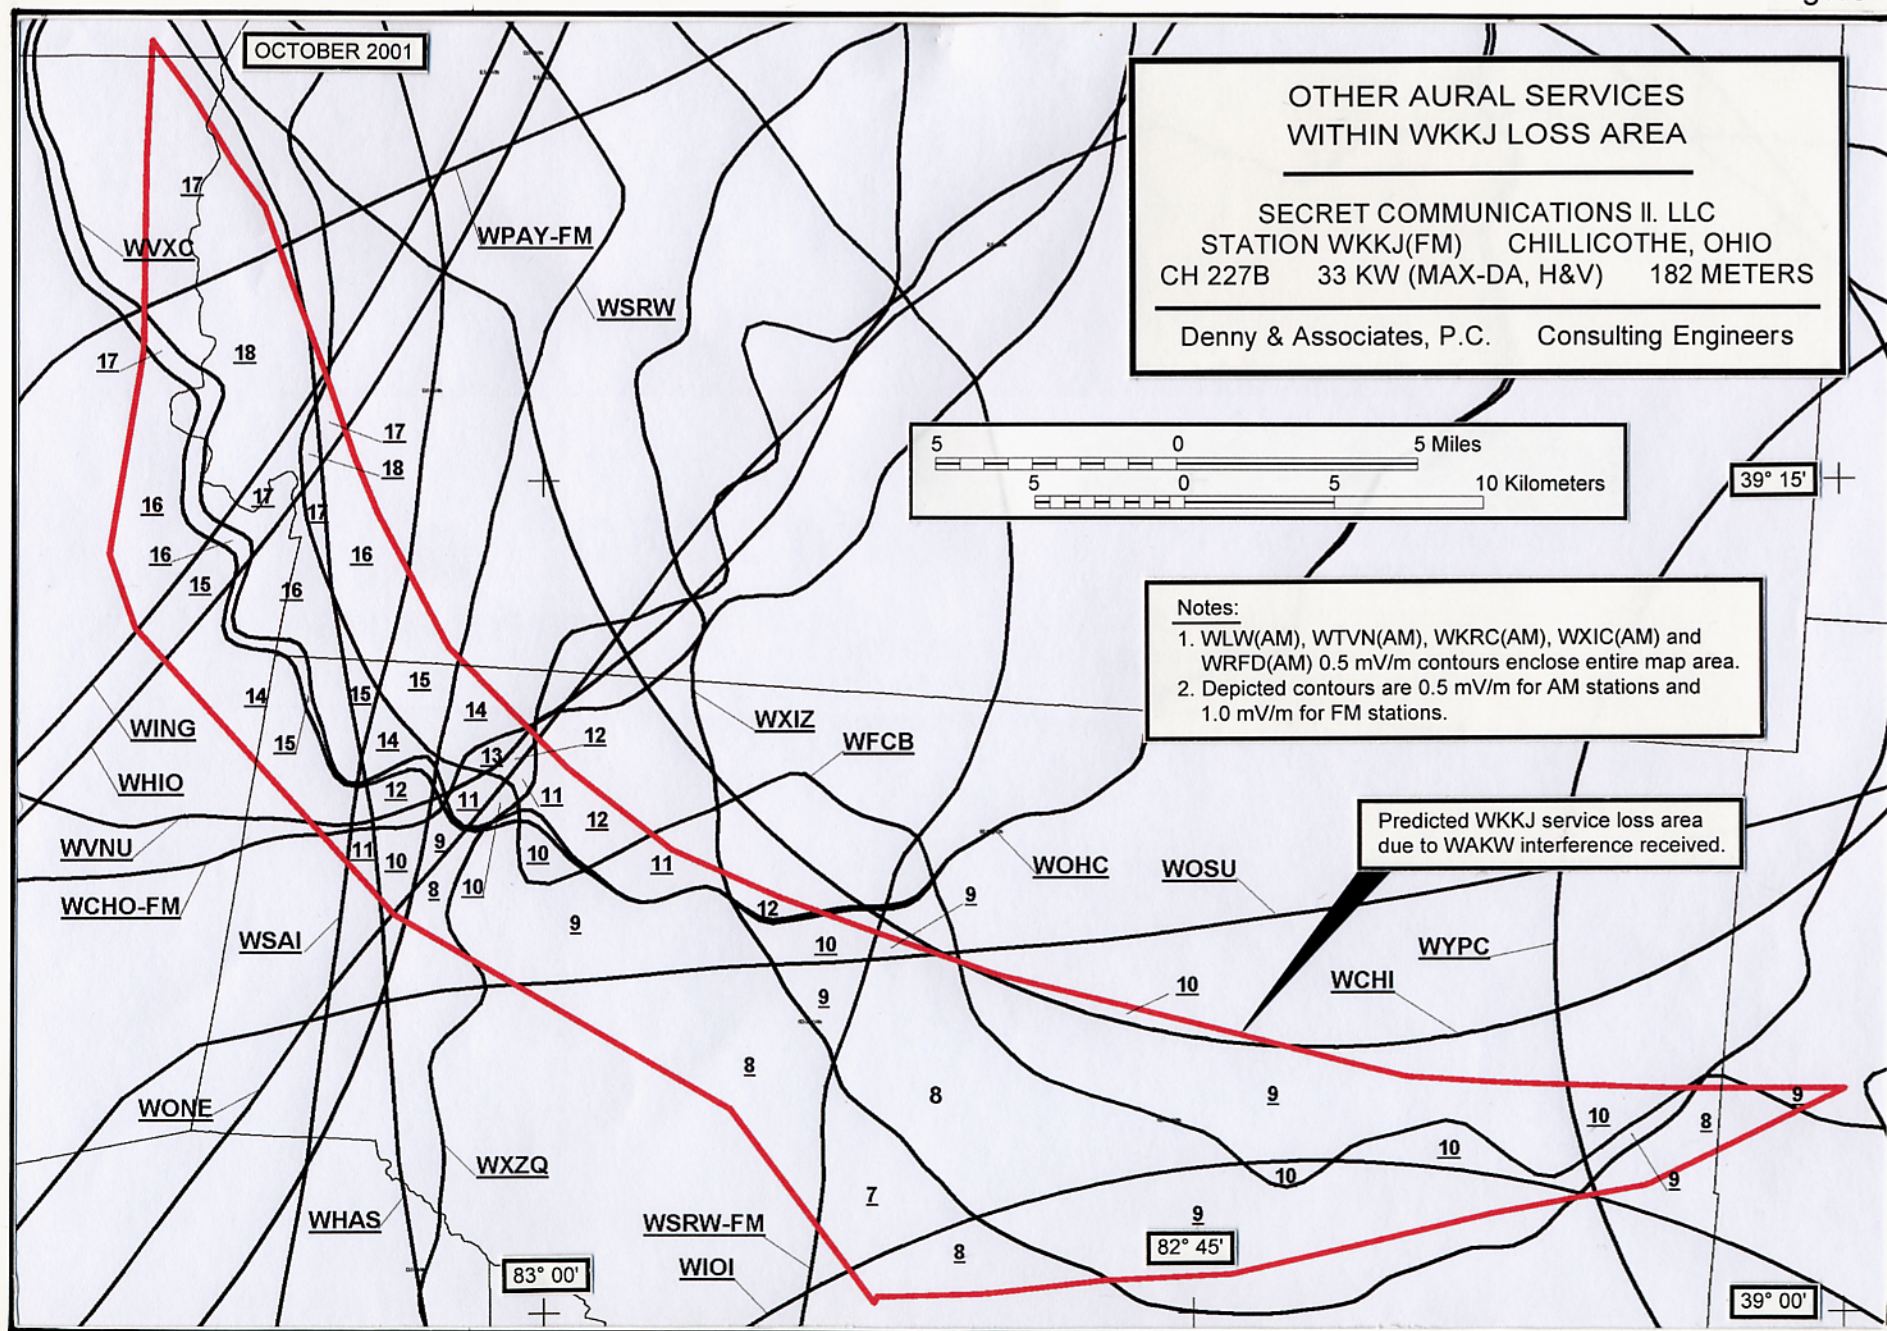 OCTOBER 2001
OTHER AURAL SERVICES
WITHIN WKKJ LOSS AREA
SECRET COMMUNICATIONS II. LLC
STATION WKKJ(FM) CHILLICOTHE, OHIO
CH 227B 33 KW (MAX-DA, H&V) 182 METERS
Denny & Associates, P.C. Consulting Engineers
17
WVXC
WPAY-FM
WSRW
17
18
17
18
5 0 5 Miles
5 0 5 10 Kilometers
39° 15'
16
17
17
16
16
15
16
Notes:
1. WLW(AM), WTVN(AM), WKRC(AM), WXIC(AM) and
WRFD(AM) 0.5 mV/m contours enclose entire map area.
2. Depicted contours are 0.5 mV/m for AM stations and
1.0 mV/m for FM stations.
14
15
15
14
WING
15
14
13
12
WXIZ
WFCB
WHIO
12
11
11
12
Predicted WKKJ service loss area
due to WAKW interference received.
WVNU
11
10
9
10
11
WOHC
WOSU
WCHO-FM
8
10
9
12
9
WSAI
10
WYPC
WCHI
10
9
8
8
9
9
WONE
10
8
WXZQ
10
10
9
7
WHAS
WSRW-FM
9
8
WIOI
82° 45'
83° 00'
39° 00'